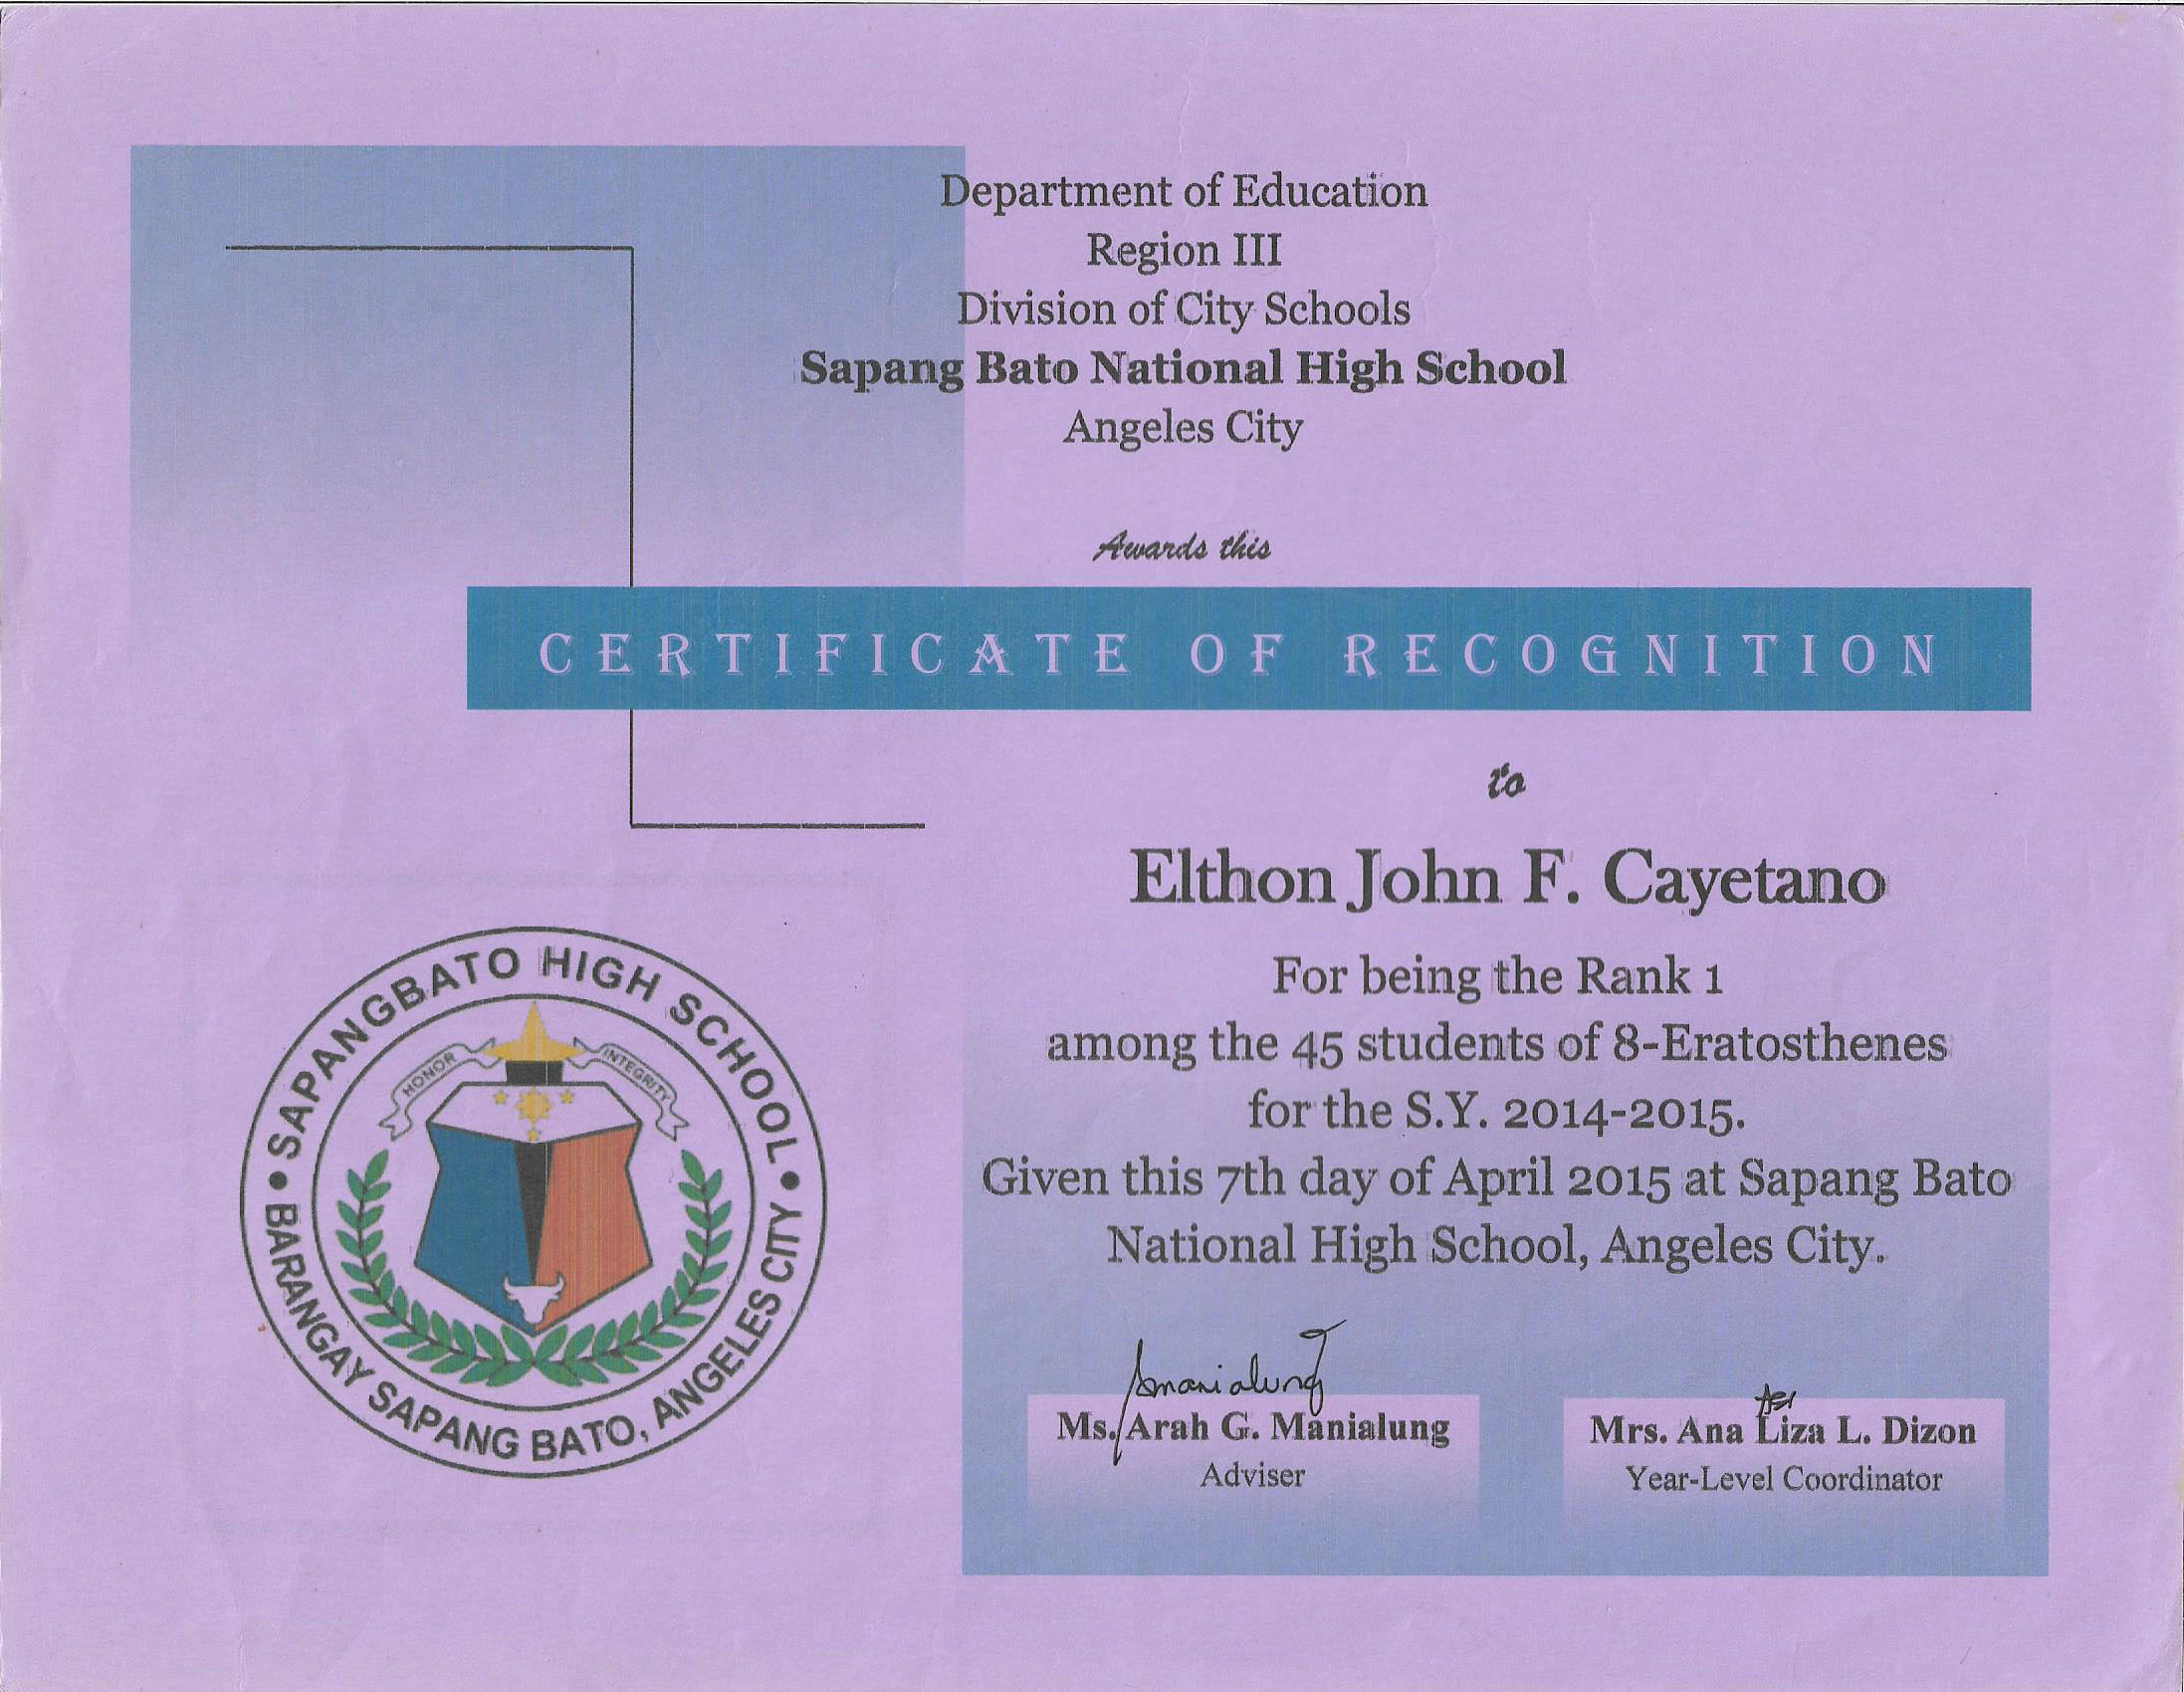 Department of Education
Region III
Division of City Schools
Sapang Bato National High School
Angeles City
Awards this
CERTIFICATE OF RECOGNITION
to
Elthon John F. Cayetano
For being the Rank 1
among the 45 students of 8-Eratosthenes
for the S.Y. 2014-2015.
Given this 7th day of April 2015 at Sapang Bato
National High School, Angeles City.
SAPANGBATO HIGH SCHOOL
HONOR
INTEGRITY
BARANGAY SAPANG BATO, ANGELES CITY
Amanialung
Ms. Arah G. Manialung
Adviser
Mrs. Ana Liza L. Dizon
Year-Level Coordinator